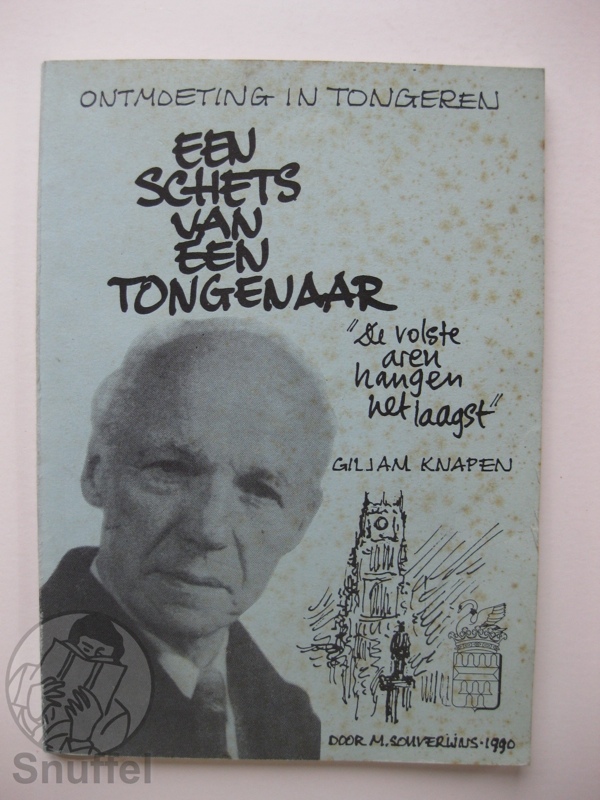 ONTMOETING IN TONGEREN
EEN
SCHETS
VAN
EEN
TONGENAAR
"De volste
aren
hangen
het laagst"
GILJAM KNAPEN
DOOR M. SOUVERIJNS · 1990
Snuffel